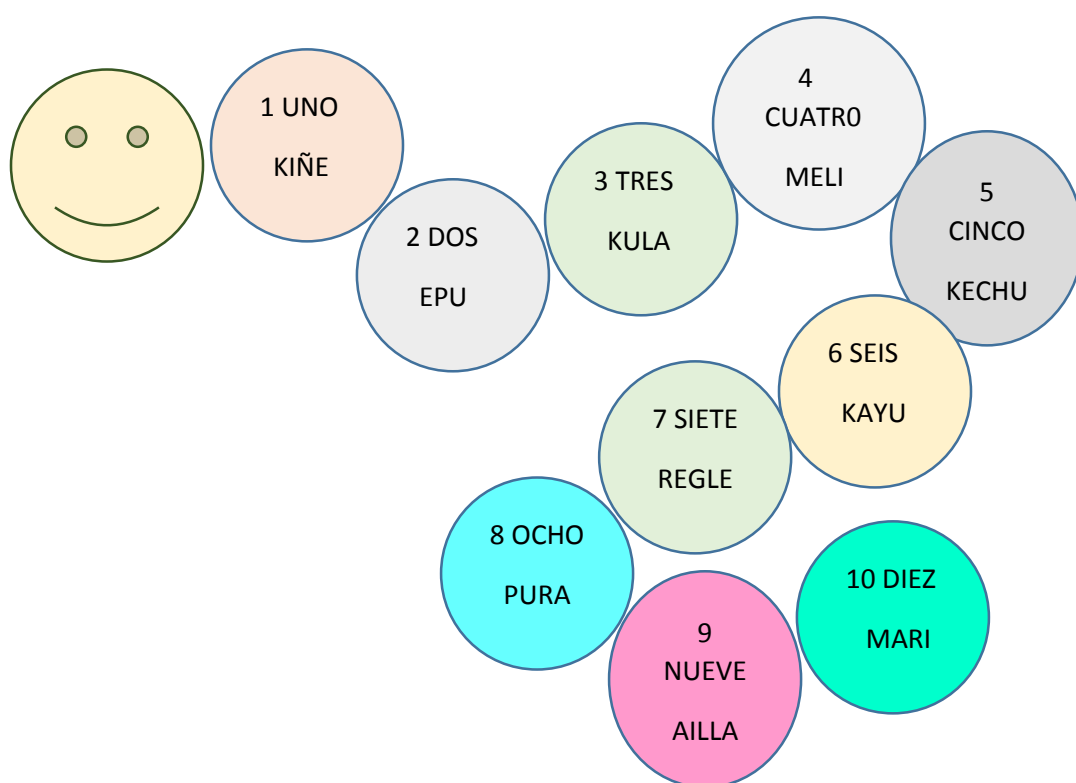 1 UNO
KIÑE
2 DOS
EPU
3 TRES
KULA
4
CUATR0
MELI
5
CINCO
KECHU
6 SEIS
KAYU
7 SIETE
REGLE
8 OCHO
PURA
9
NUEVE
AILLA
10 DIEZ
MARI